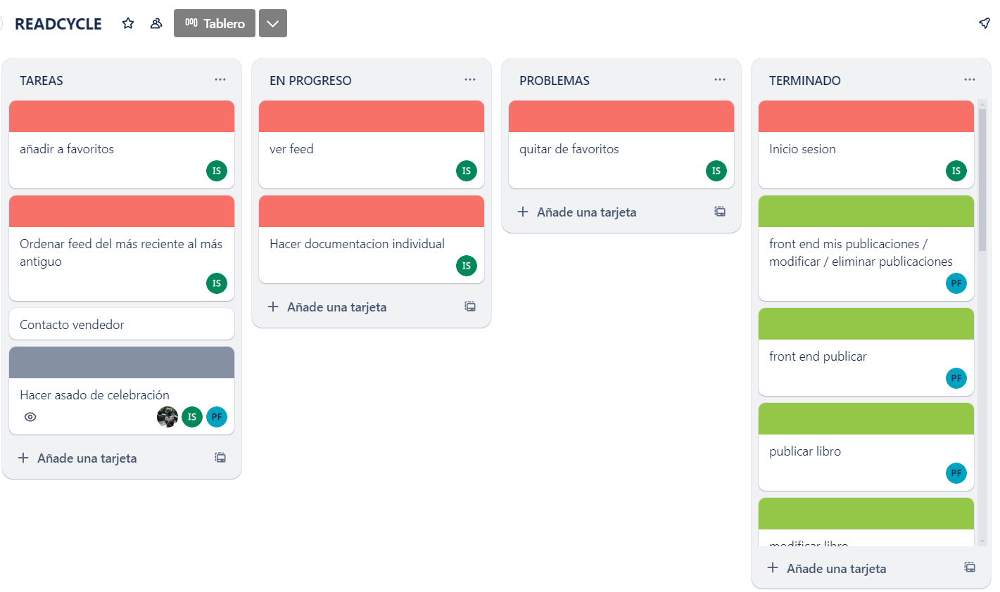 READCYCLE
Tablero
TAREAS
añadir a favoritos
IS
Ordenar feed del más reciente al más
antiguo
IS
Contacto vendedor
Hacer asado de celebración
IS
PF
Añade una tarjeta
EN PROGRESO
ver feed
IS
Hacer documentacion individual
IS
Añade una tarjeta
PROBLEMAS
quitar de favoritos
IS
Añade una tarjeta
TERMINADO
Inicio sesion
IS
front end mis publicaciones /
modificar / eliminar publicaciones
PF
front end publicar
PF
publicar libro
PF
modificar libro
Añade una tarjeta